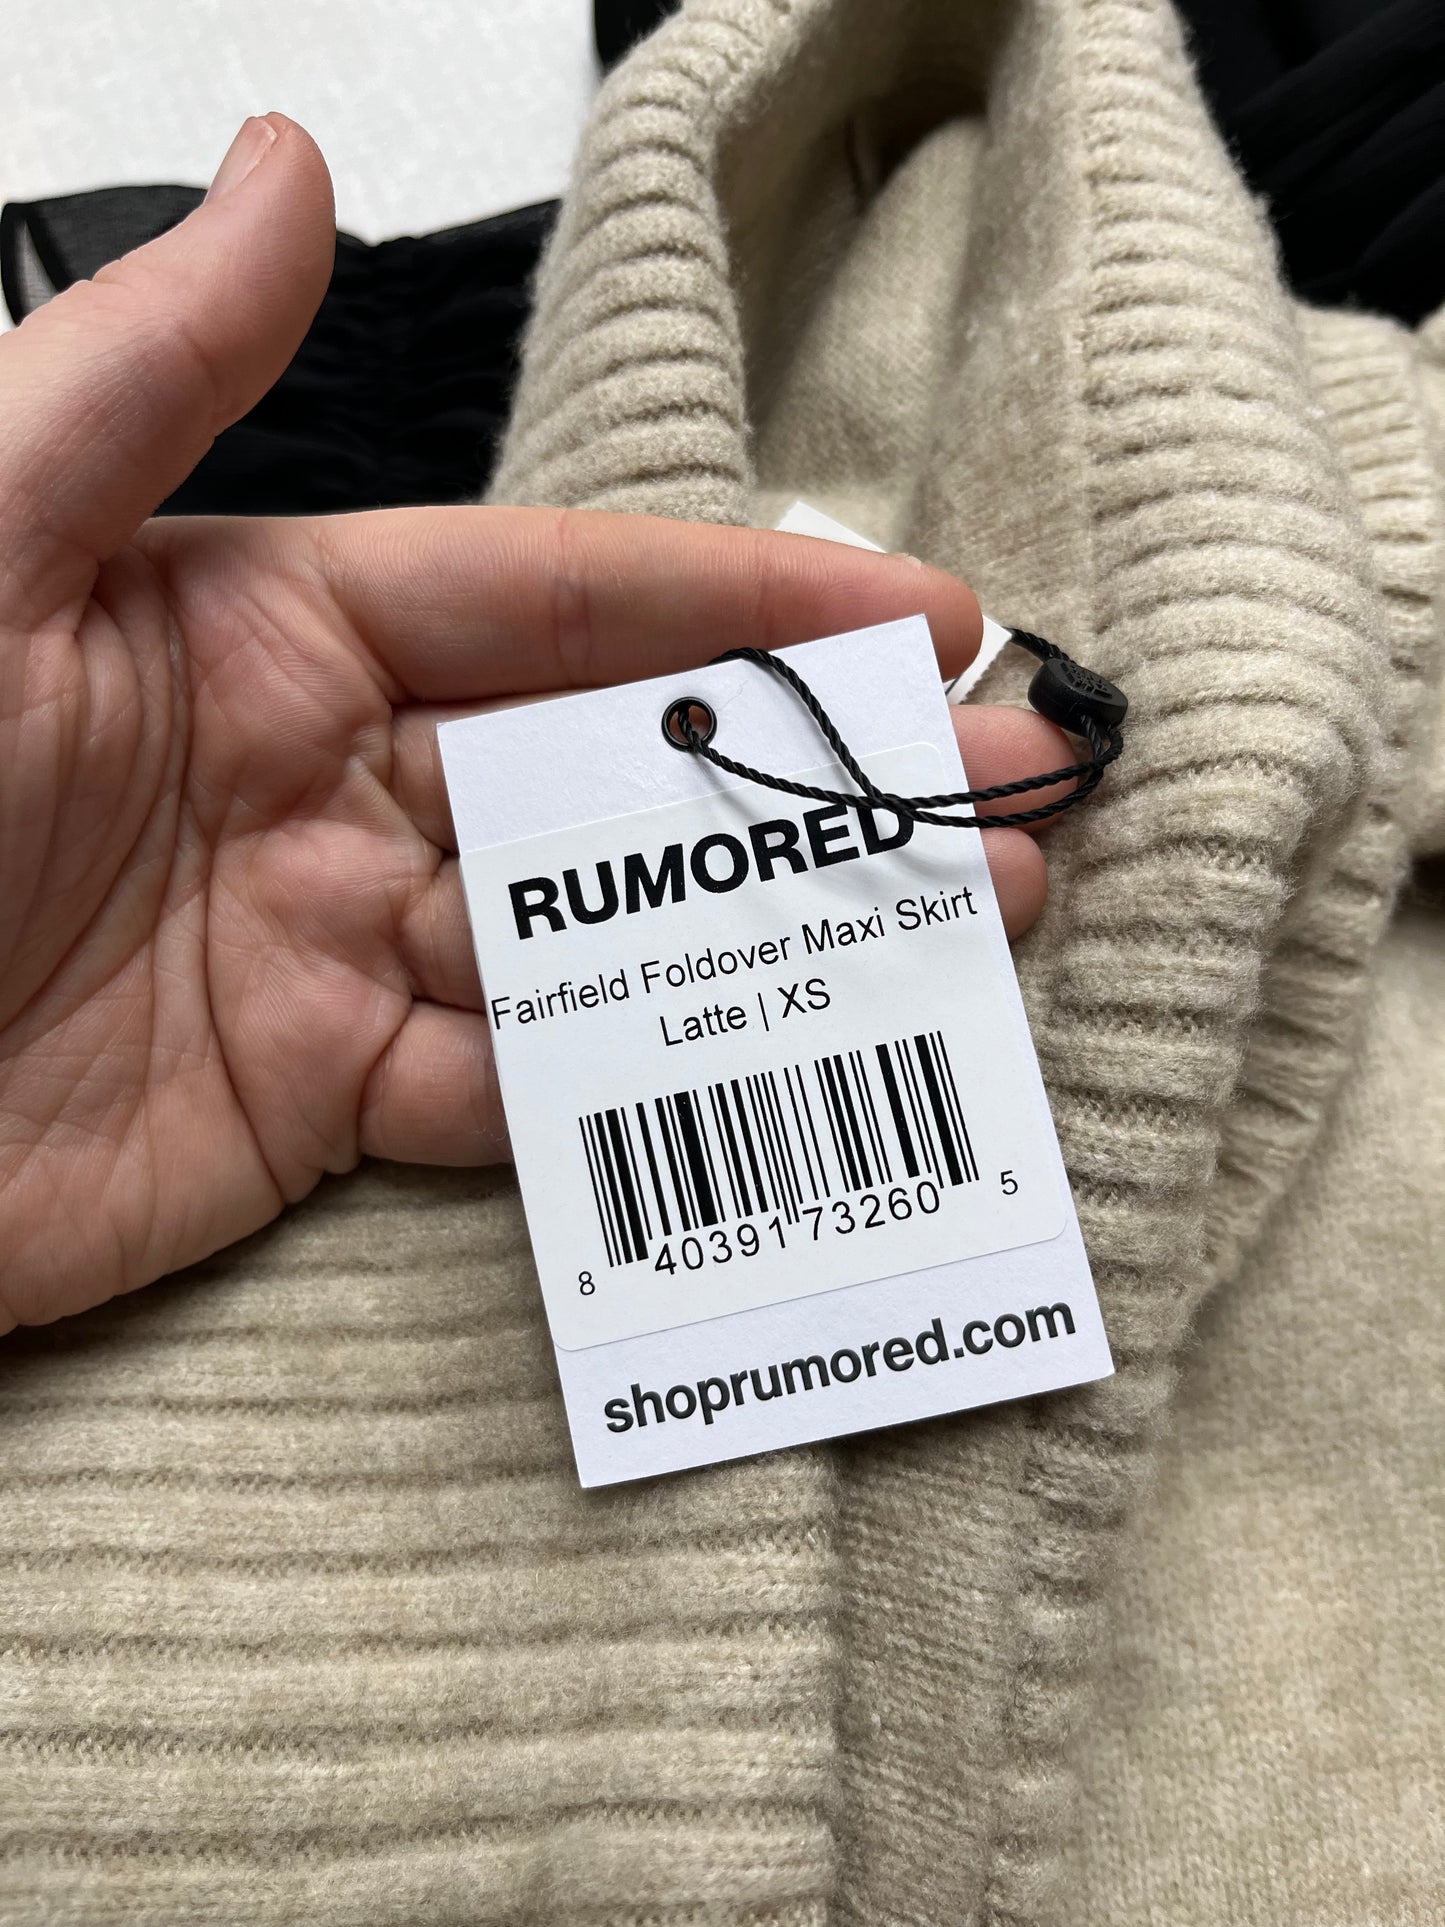 RUMORED
Fairfield Foldover Maxi Skirt
Latte | XS
8 40391 73260 5
shoprumored.com